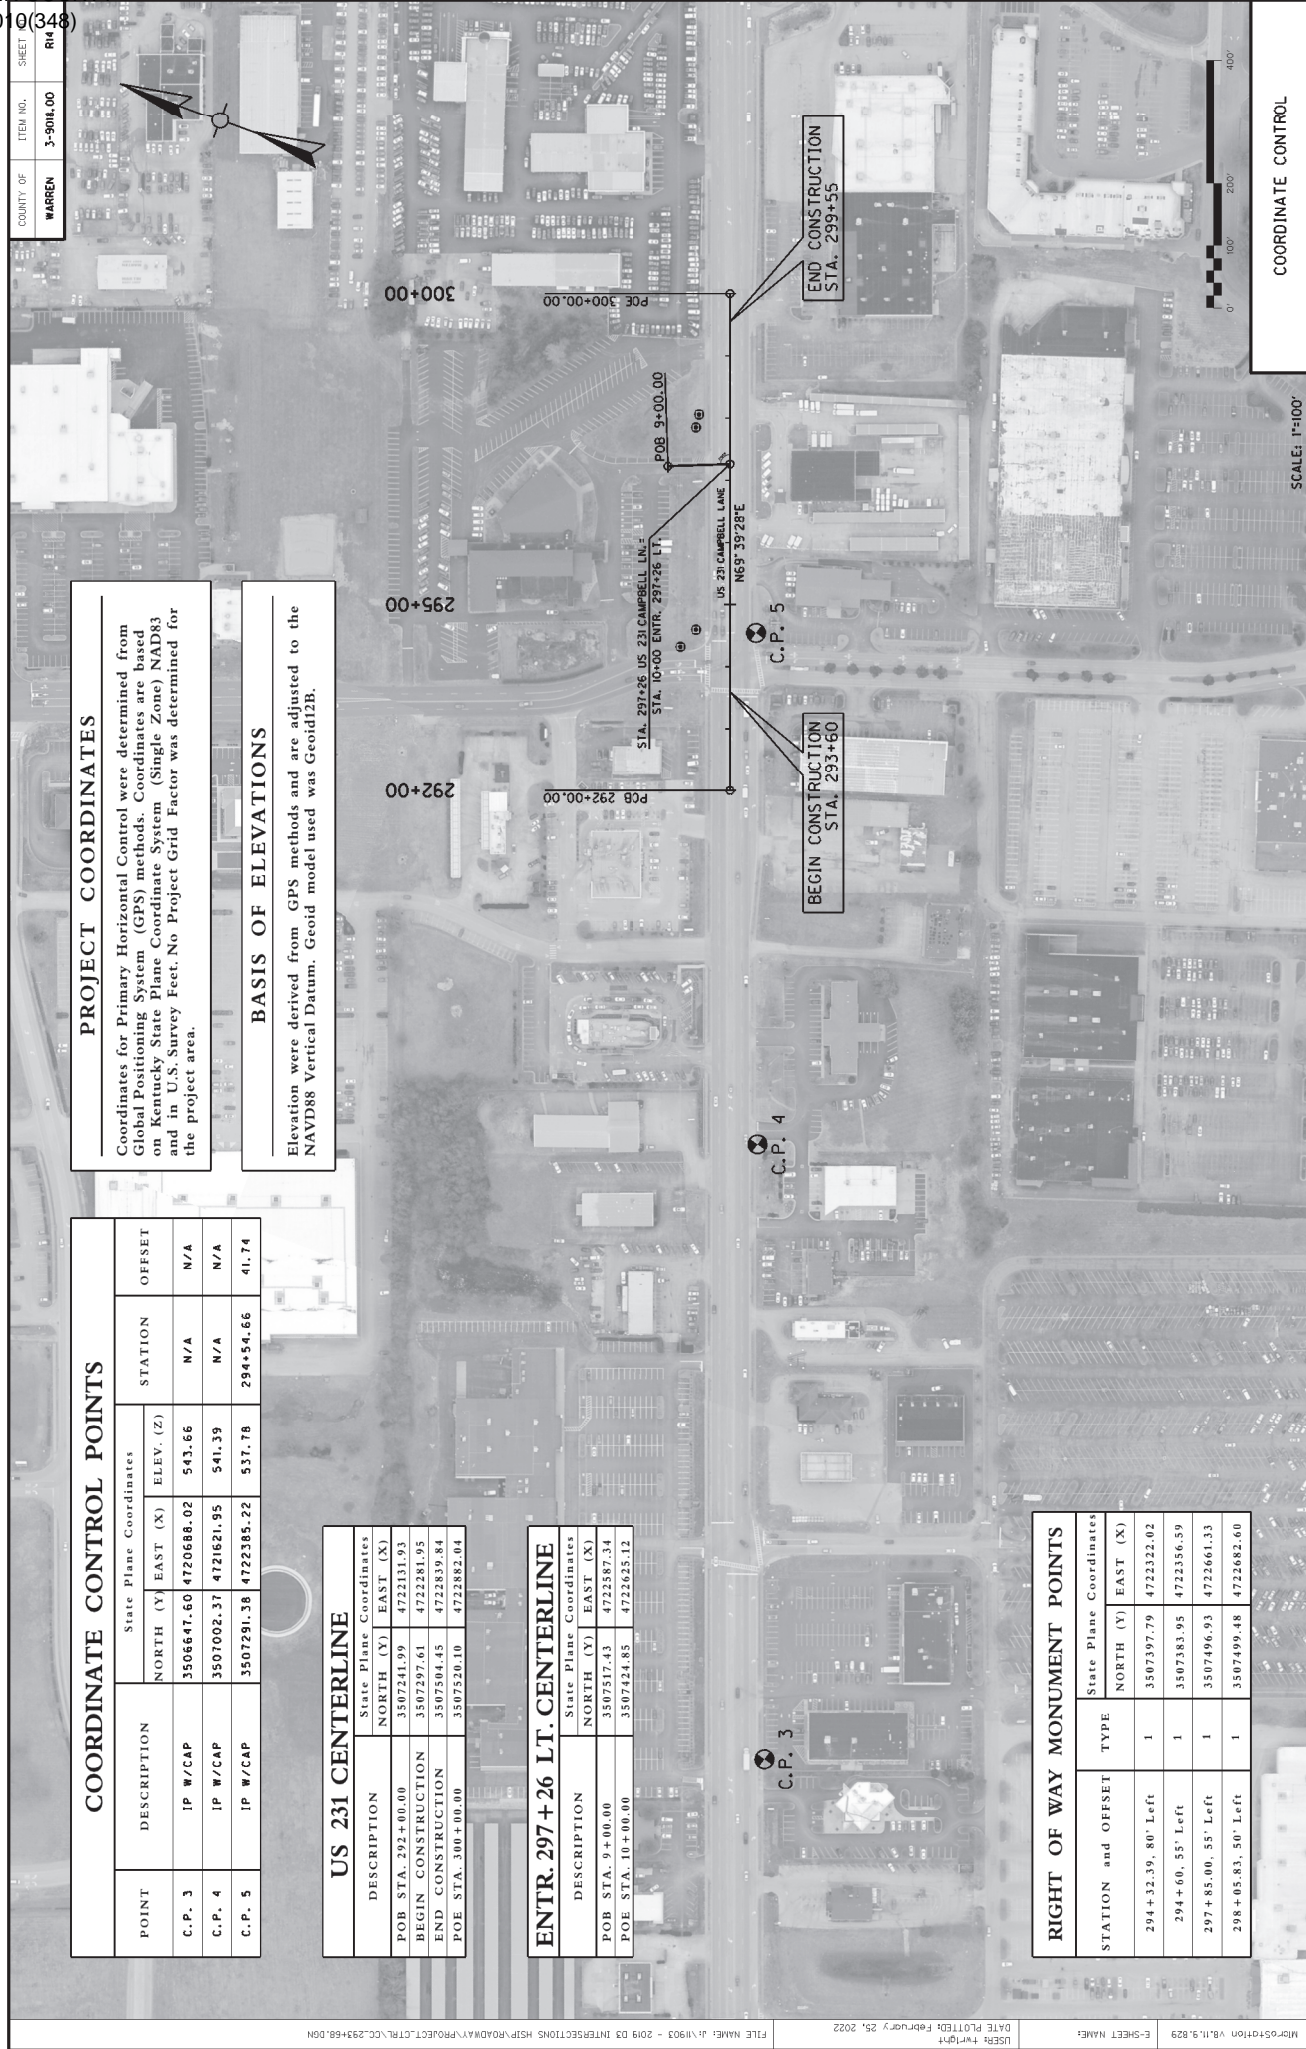 010(348)
COUNTY OF
ITEM NO.
SHEET
WARREN
3-9018.00
R14
COORDINATE CONTROL POINTS
POINT DESCRIPTION State Plane Coordinates STATION OFFSET
NORTH (Y) EAST (X) ELEV. (Z)
C.P. 3 IP W/CAP 3506647.60 4720688.02 543.66 N/A N/A
C.P. 4 IP W/CAP 3507002.37 4721621.95 541.39 N/A N/A
C.P. 5 IP W/CAP 3507291.38 4722385.22 537.78 294+54.66 41.74
PROJECT COORDINATES
Coordinates for Primary Horizontal Control were determined from
Global Positioning System (GPS) methods. Coordinates are based
on Kentucky State Plane Coordinate System (Single Zone) NAD83
and in U.S. Survey Feet. No Project Grid Factor was determined for
the project area.
BASIS OF ELEVATIONS
Elevation were derived from GPS methods and are adjusted to the
NAVD88 Vertical Datum. Geoid model used was Geoid12B.
US 231 CENTERLINE
DESCRIPTION State Plane Coordinates
NORTH (Y) EAST (X)
POB STA. 292+00.00 3507241.99 4722131.93
BEGIN CONSTRUCTION 3507297.61 4722281.95
END CONSTRUCTION 3507504.45 4722839.84
POE STA. 300+00.00 3507520.10 4722882.04
ENTR. 297+26 LT. CENTERLINE
DESCRIPTION State Plane Coordinates
NORTH (Y) EAST (X)
POB STA. 9+00.00 3507517.43 4722587.34
POE STA. 10+00.00 3507424.85 4722625.12
292+00
295+00
300+00
POB 292+00.00
POE 300+00.00
STA. 297+26 US 231 CAMPBELL LN.=
STA. 10+00 ENTR. 297+26 LT.
POB 9+00.00
US 231 CAMPBELL LANE
N69°39'28"E
C.P. 3
C.P. 4
C.P. 5
BEGIN CONSTRUCTION
STA. 293+60
END CONSTRUCTION
STA. 299+55
RIGHT OF WAY MONUMENT POINTS
STATION and OFFSET TYPE State Plane Coordinates
NORTH (Y) EAST (X)
294+32.39, 80' Left 1 3507397.79 4722322.02
294+60, 55' Left 1 3507383.95 4722356.59
297+85.00, 55' Left 1 3507496.93 4722661.33
298+05.83, 50' Left 1 3507499.48 4722682.60
0' 100' 200' 400'
SCALE: 1"=100'
COORDINATE CONTROL
MicroStation v8.11.9.829
E-SHEET NAME:
USER: twright
DATE PLOTTED: February 25, 2022
FILE NAME: J:\11903 - 2019 D3 INTERSECTIONS HSIP\ROADWAY\PROJECT_CTRL\CC_293+68.DGN